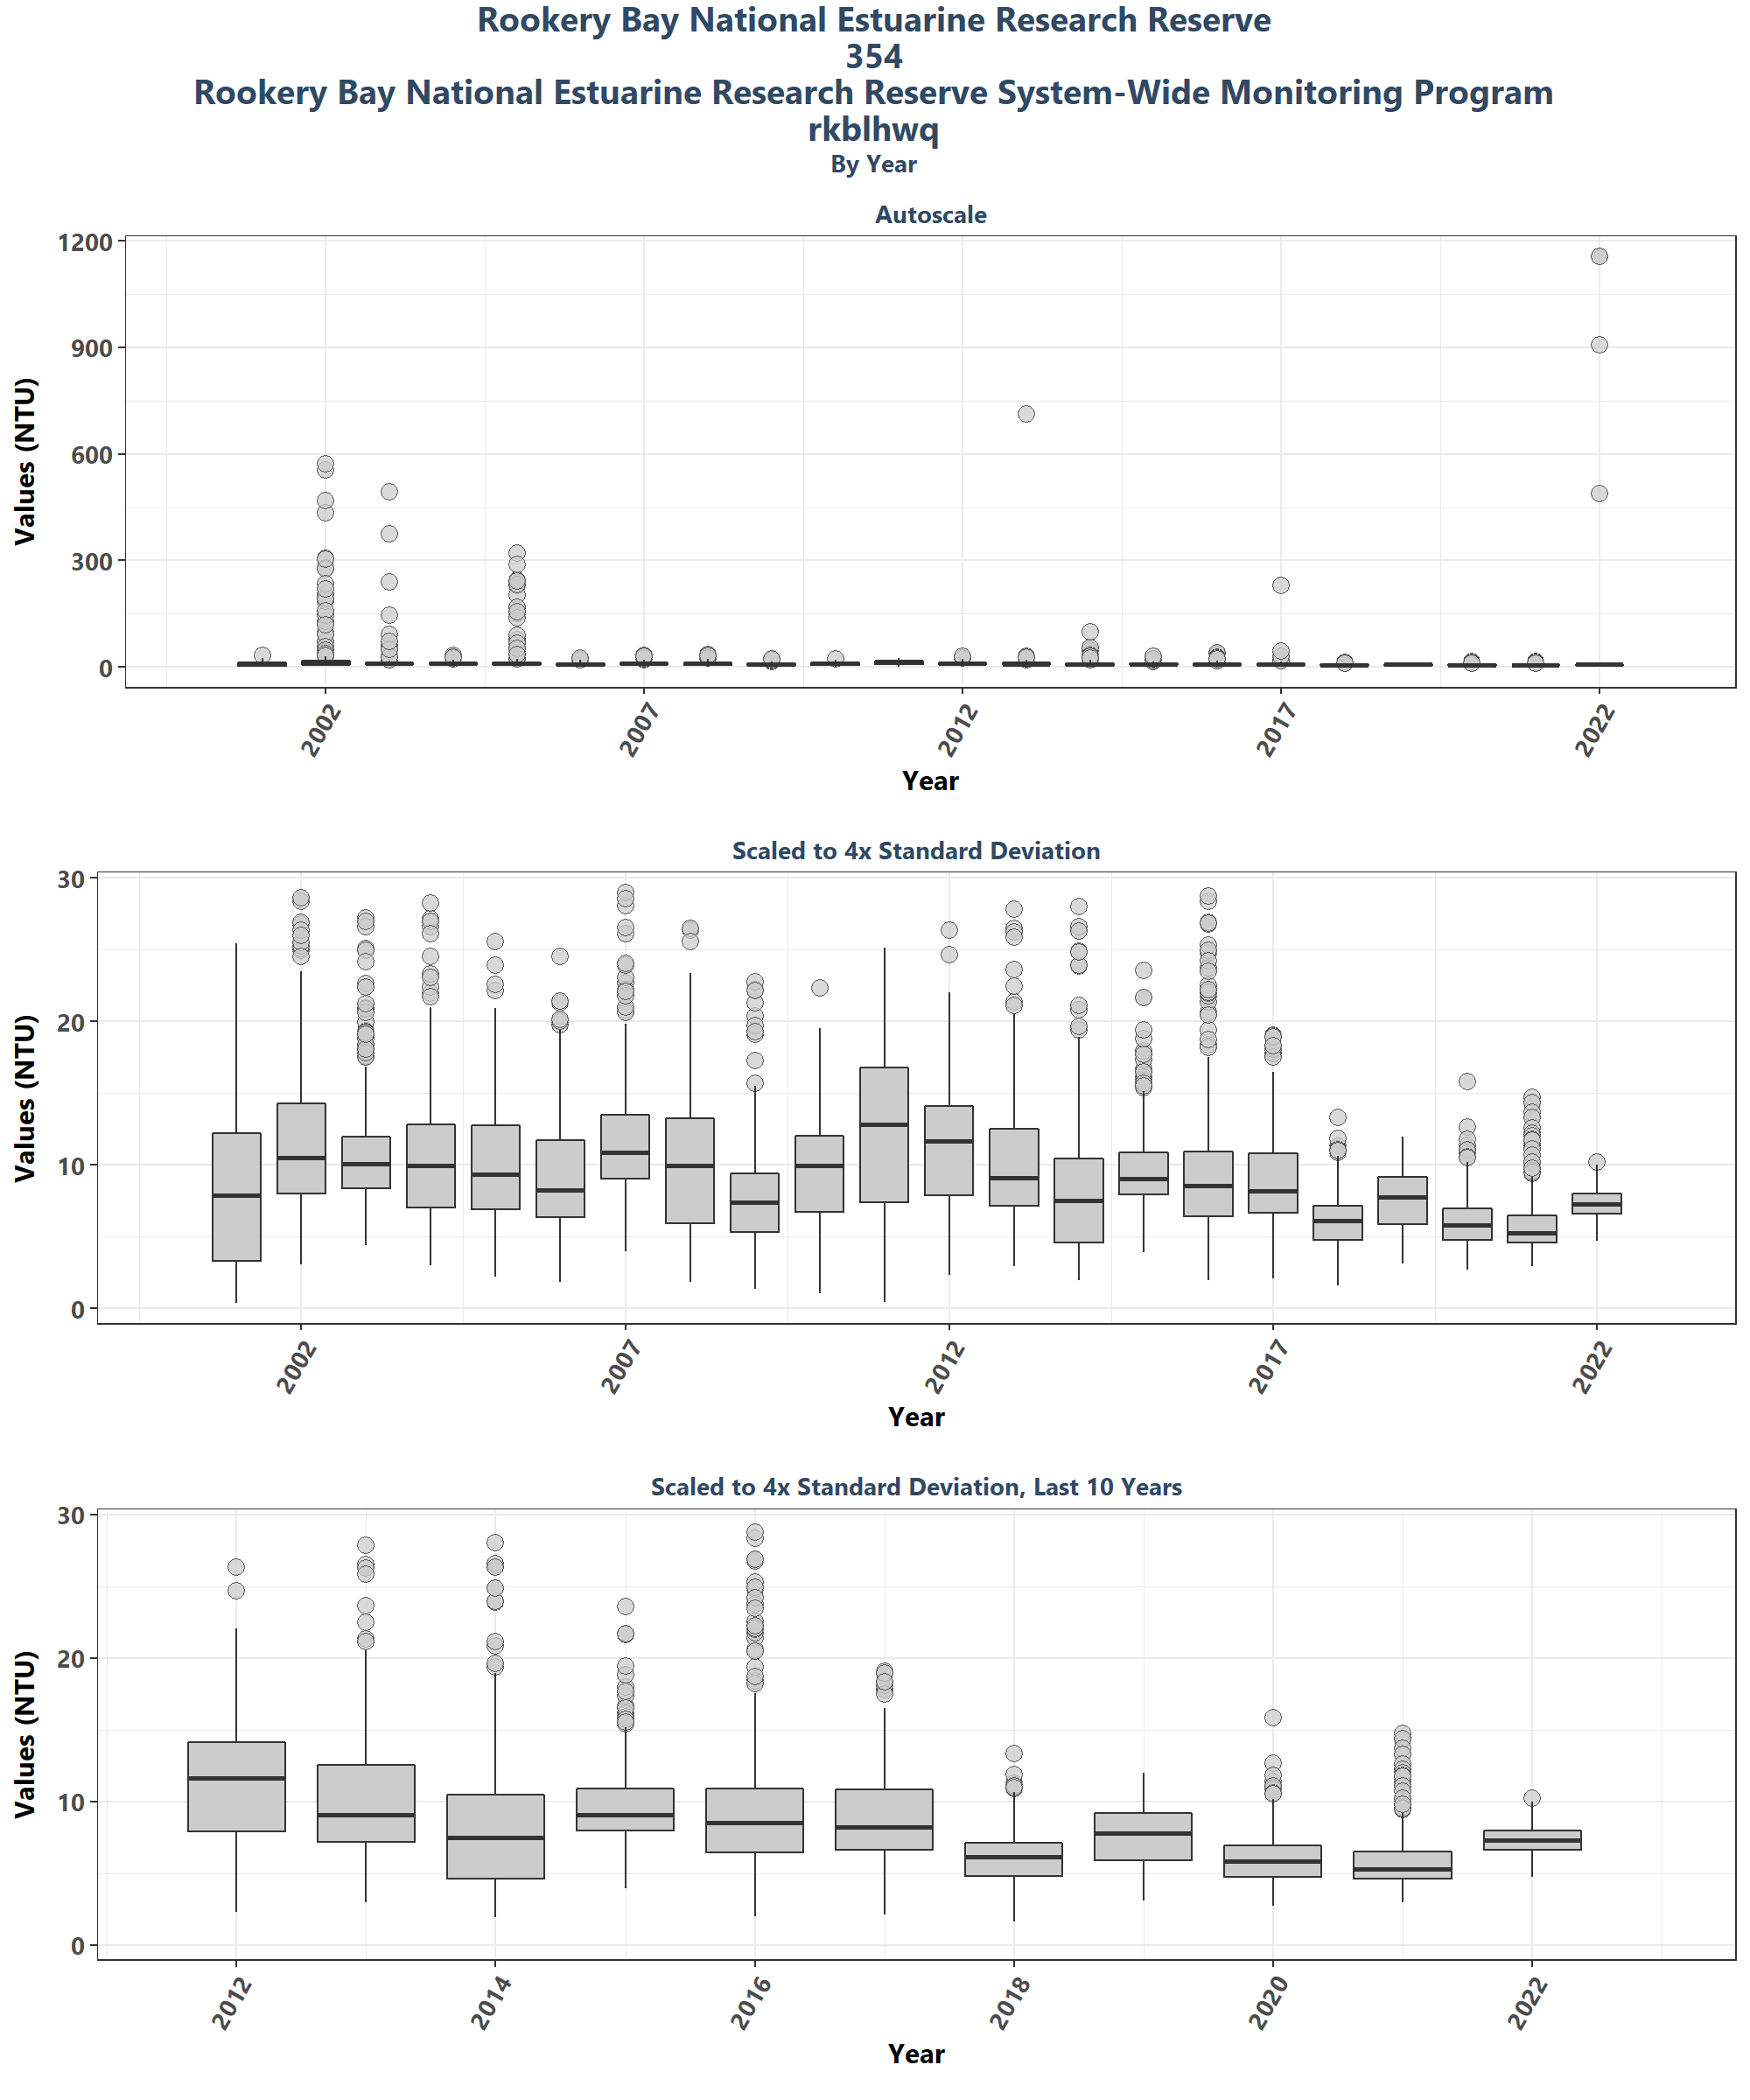 Rookery Bay National Estuarine Research Reserve
354
Rookery Bay National Estuarine Research Reserve System-Wide Monitoring Program
rkblhwq
By Year
Autoscale
Values (NTU)
1200
900
600
300
0
2002 2007 2012 2017 2022
Year
Scaled to 4x Standard Deviation
Values (NTU)
30
20
10
0
2002 2007 2012 2017 2022
Year
Scaled to 4x Standard Deviation, Last 10 Years
Values (NTU)
30
20
10
0
2012 2014 2016 2018 2020 2022
Year